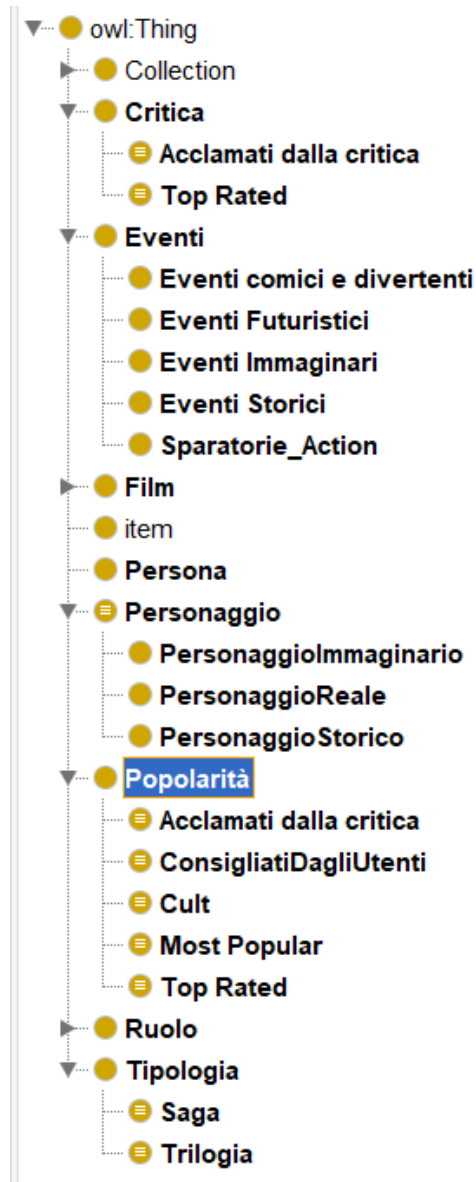 owl:Thing
Collection
Critica
Acclamati dalla critica
Top Rated
Eventi
Eventi comici e divertenti
Eventi Futuristici
Eventi Immaginari
Eventi Storici
Sparatorie_Action
Film
item
Persona
Personaggio
PersonaggioImmaginario
PersonaggioReale
PersonaggioStorico
Popolarità
Acclamati dalla critica
ConsigliatiDagliUtenti
Cult
Most Popular
Top Rated
Ruolo
Tipologia
Saga
Trilogia